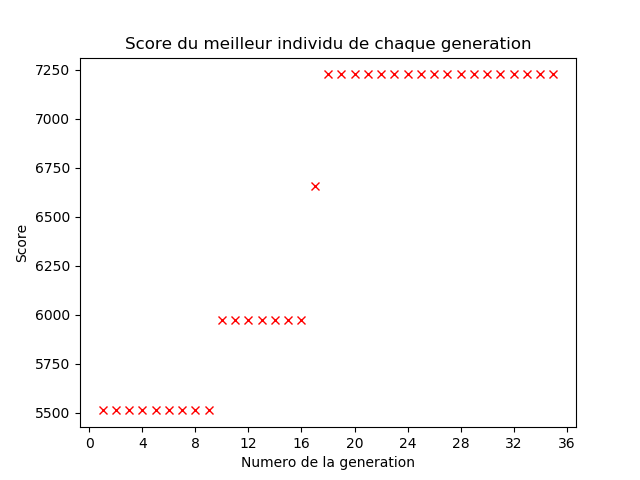 Score du meilleur individu de chaque generation
7250
7000
6750
6500
6250
6000
5750
5500
Score
0 4 8 12 16 20 24 28 32 36
Numero de la generation